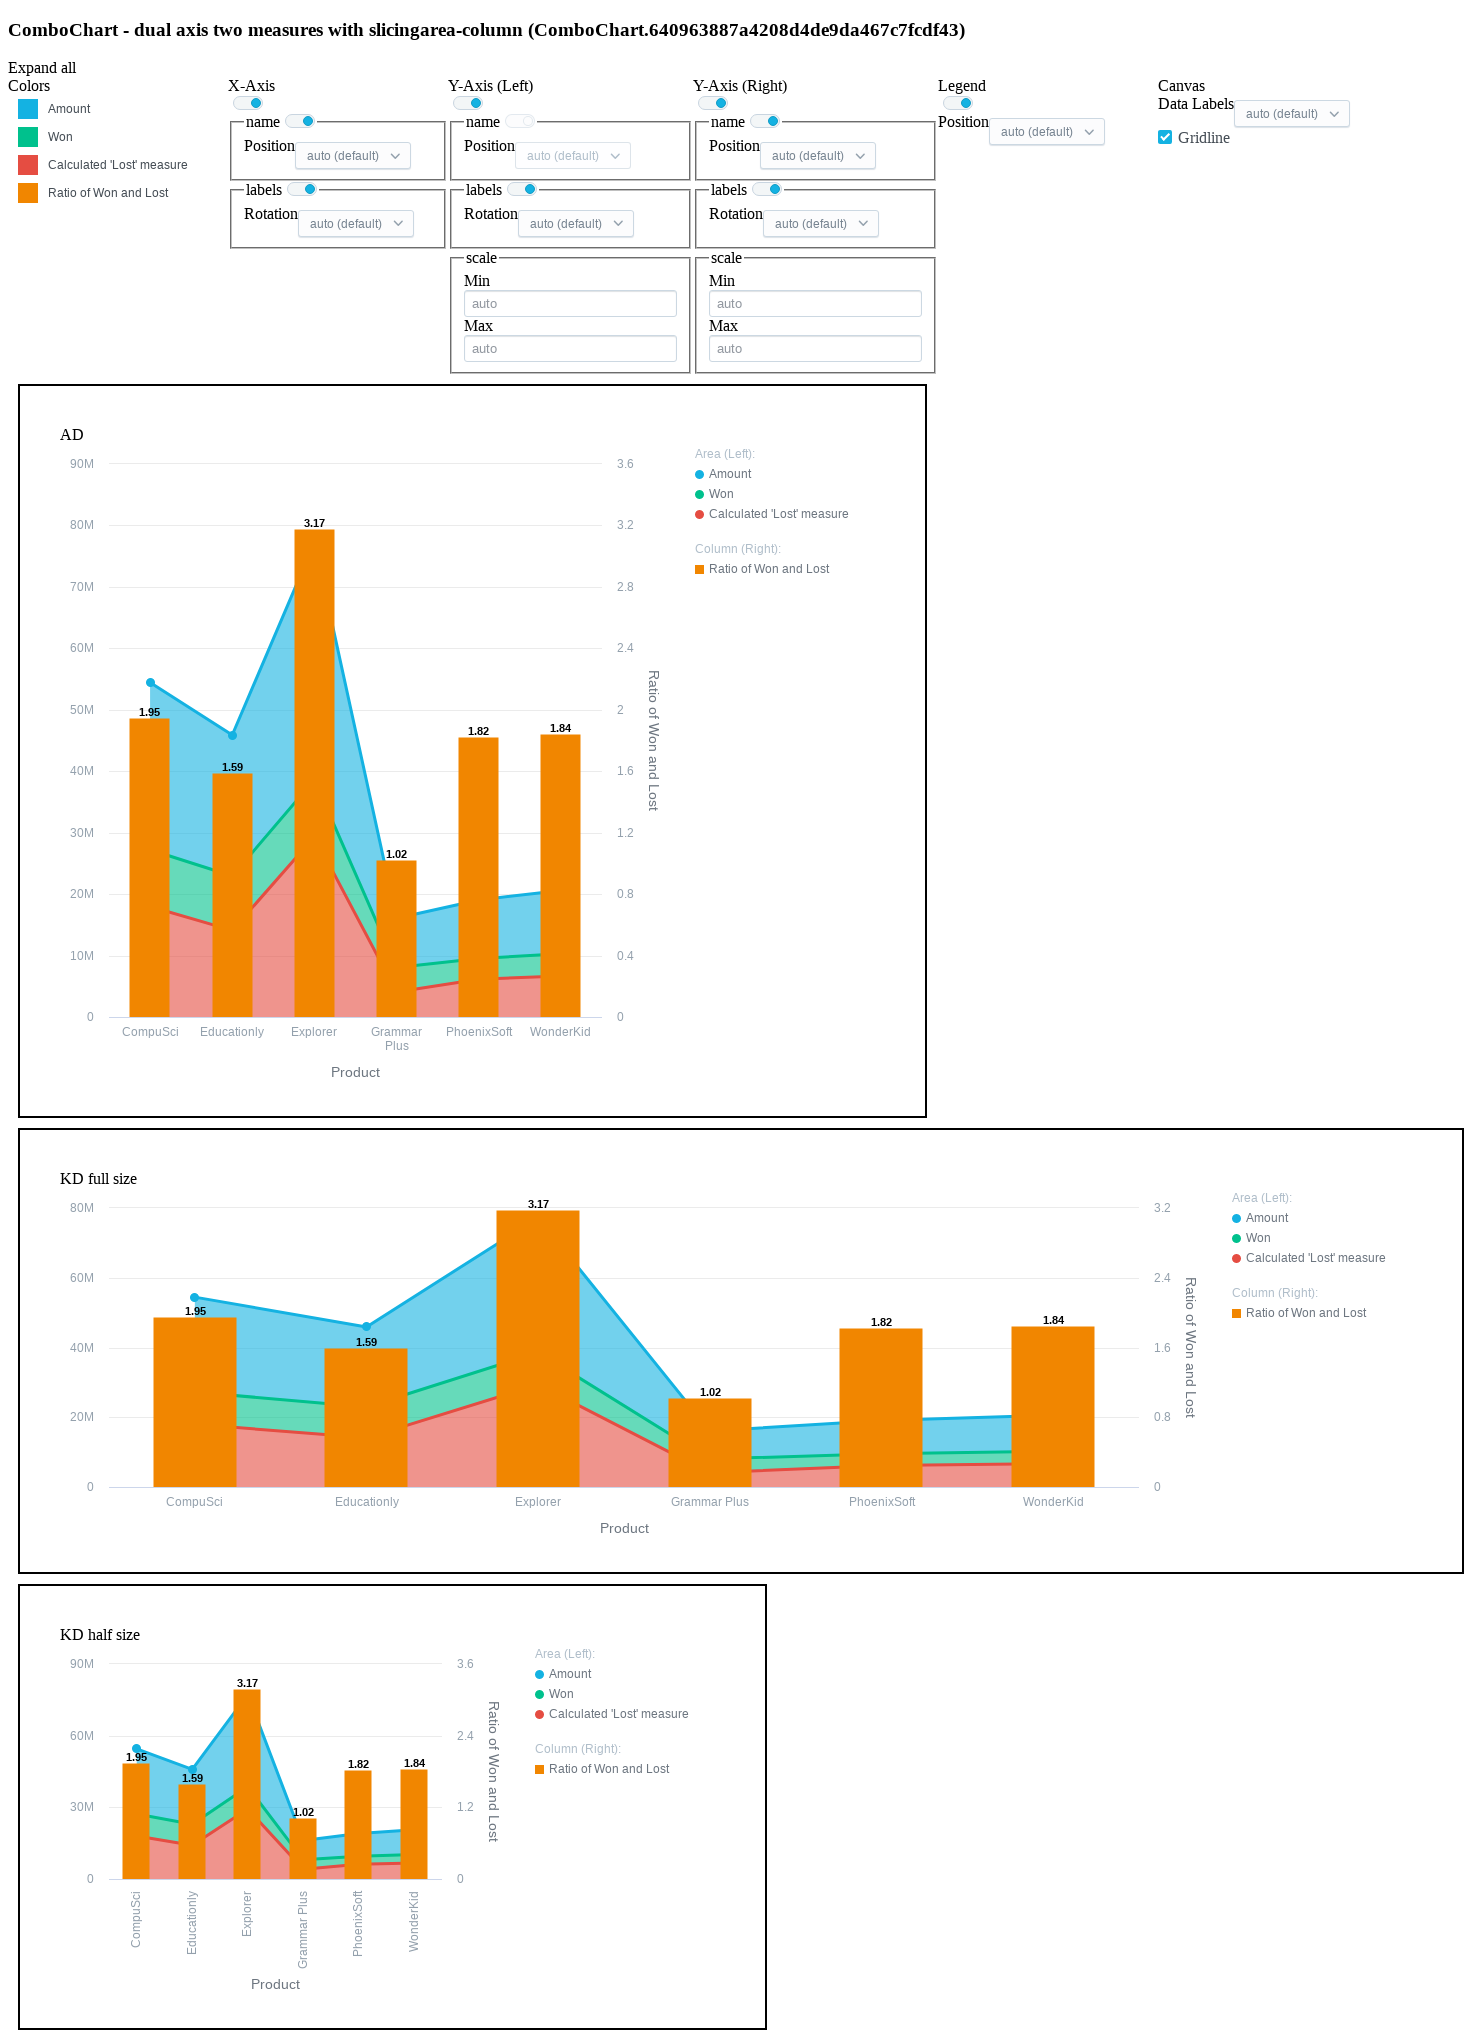 ComboChart - dual axis two measures with slicingarea-column (ComboChart.640963887a4208d4de9da467c7fcdf43)
Expand all
Colors
Amount
Won
Calculated 'Lost' measure
Ratio of Won and Lost
X-Axis
name
Position auto (default)
labels
Rotation auto (default)
Y-Axis (Left)
name
Position auto (default)
labels
Rotation auto (default)
scale
Min
auto
Max
auto
Y-Axis (Right)
name
Position auto (default)
labels
Rotation auto (default)
scale
Min
auto
Max
auto
Legend
Position auto (default)
Canvas
Data Labels auto (default)
Gridline
AD
90M
80M
70M
60M
50M
40M
30M
20M
10M
0
1.95
1.59
3.17
1.02
1.82
1.84
3.6
3.2
2.8
2.4
2
1.6
1.2
0.8
0.4
0
Ratio of Won and Lost
CompuSci
Educationly
Explorer
Grammar
Plus
PhoenixSoft
WonderKid
Product
Area (Left):
Amount
Won
Calculated 'Lost' measure
Column (Right):
Ratio of Won and Lost
KD full size
80M
60M
40M
20M
0
1.95
1.59
3.17
1.02
1.82
1.84
3.2
2.4
1.6
0.8
0
Ratio of Won and Lost
CompuSci
Educationly
Explorer
Grammar Plus
PhoenixSoft
WonderKid
Product
Area (Left):
Amount
Won
Calculated 'Lost' measure
Column (Right):
Ratio of Won and Lost
KD half size
90M
60M
30M
0
1.95
1.59
3.17
1.02
1.82
1.84
3.6
2.4
1.2
0
Ratio of Won and Lost
CompuSci
Educationly
Explorer
Grammar Plus
PhoenixSoft
WonderKid
Product
Area (Left):
Amount
Won
Calculated 'Lost' measure
Column (Right):
Ratio of Won and Lost